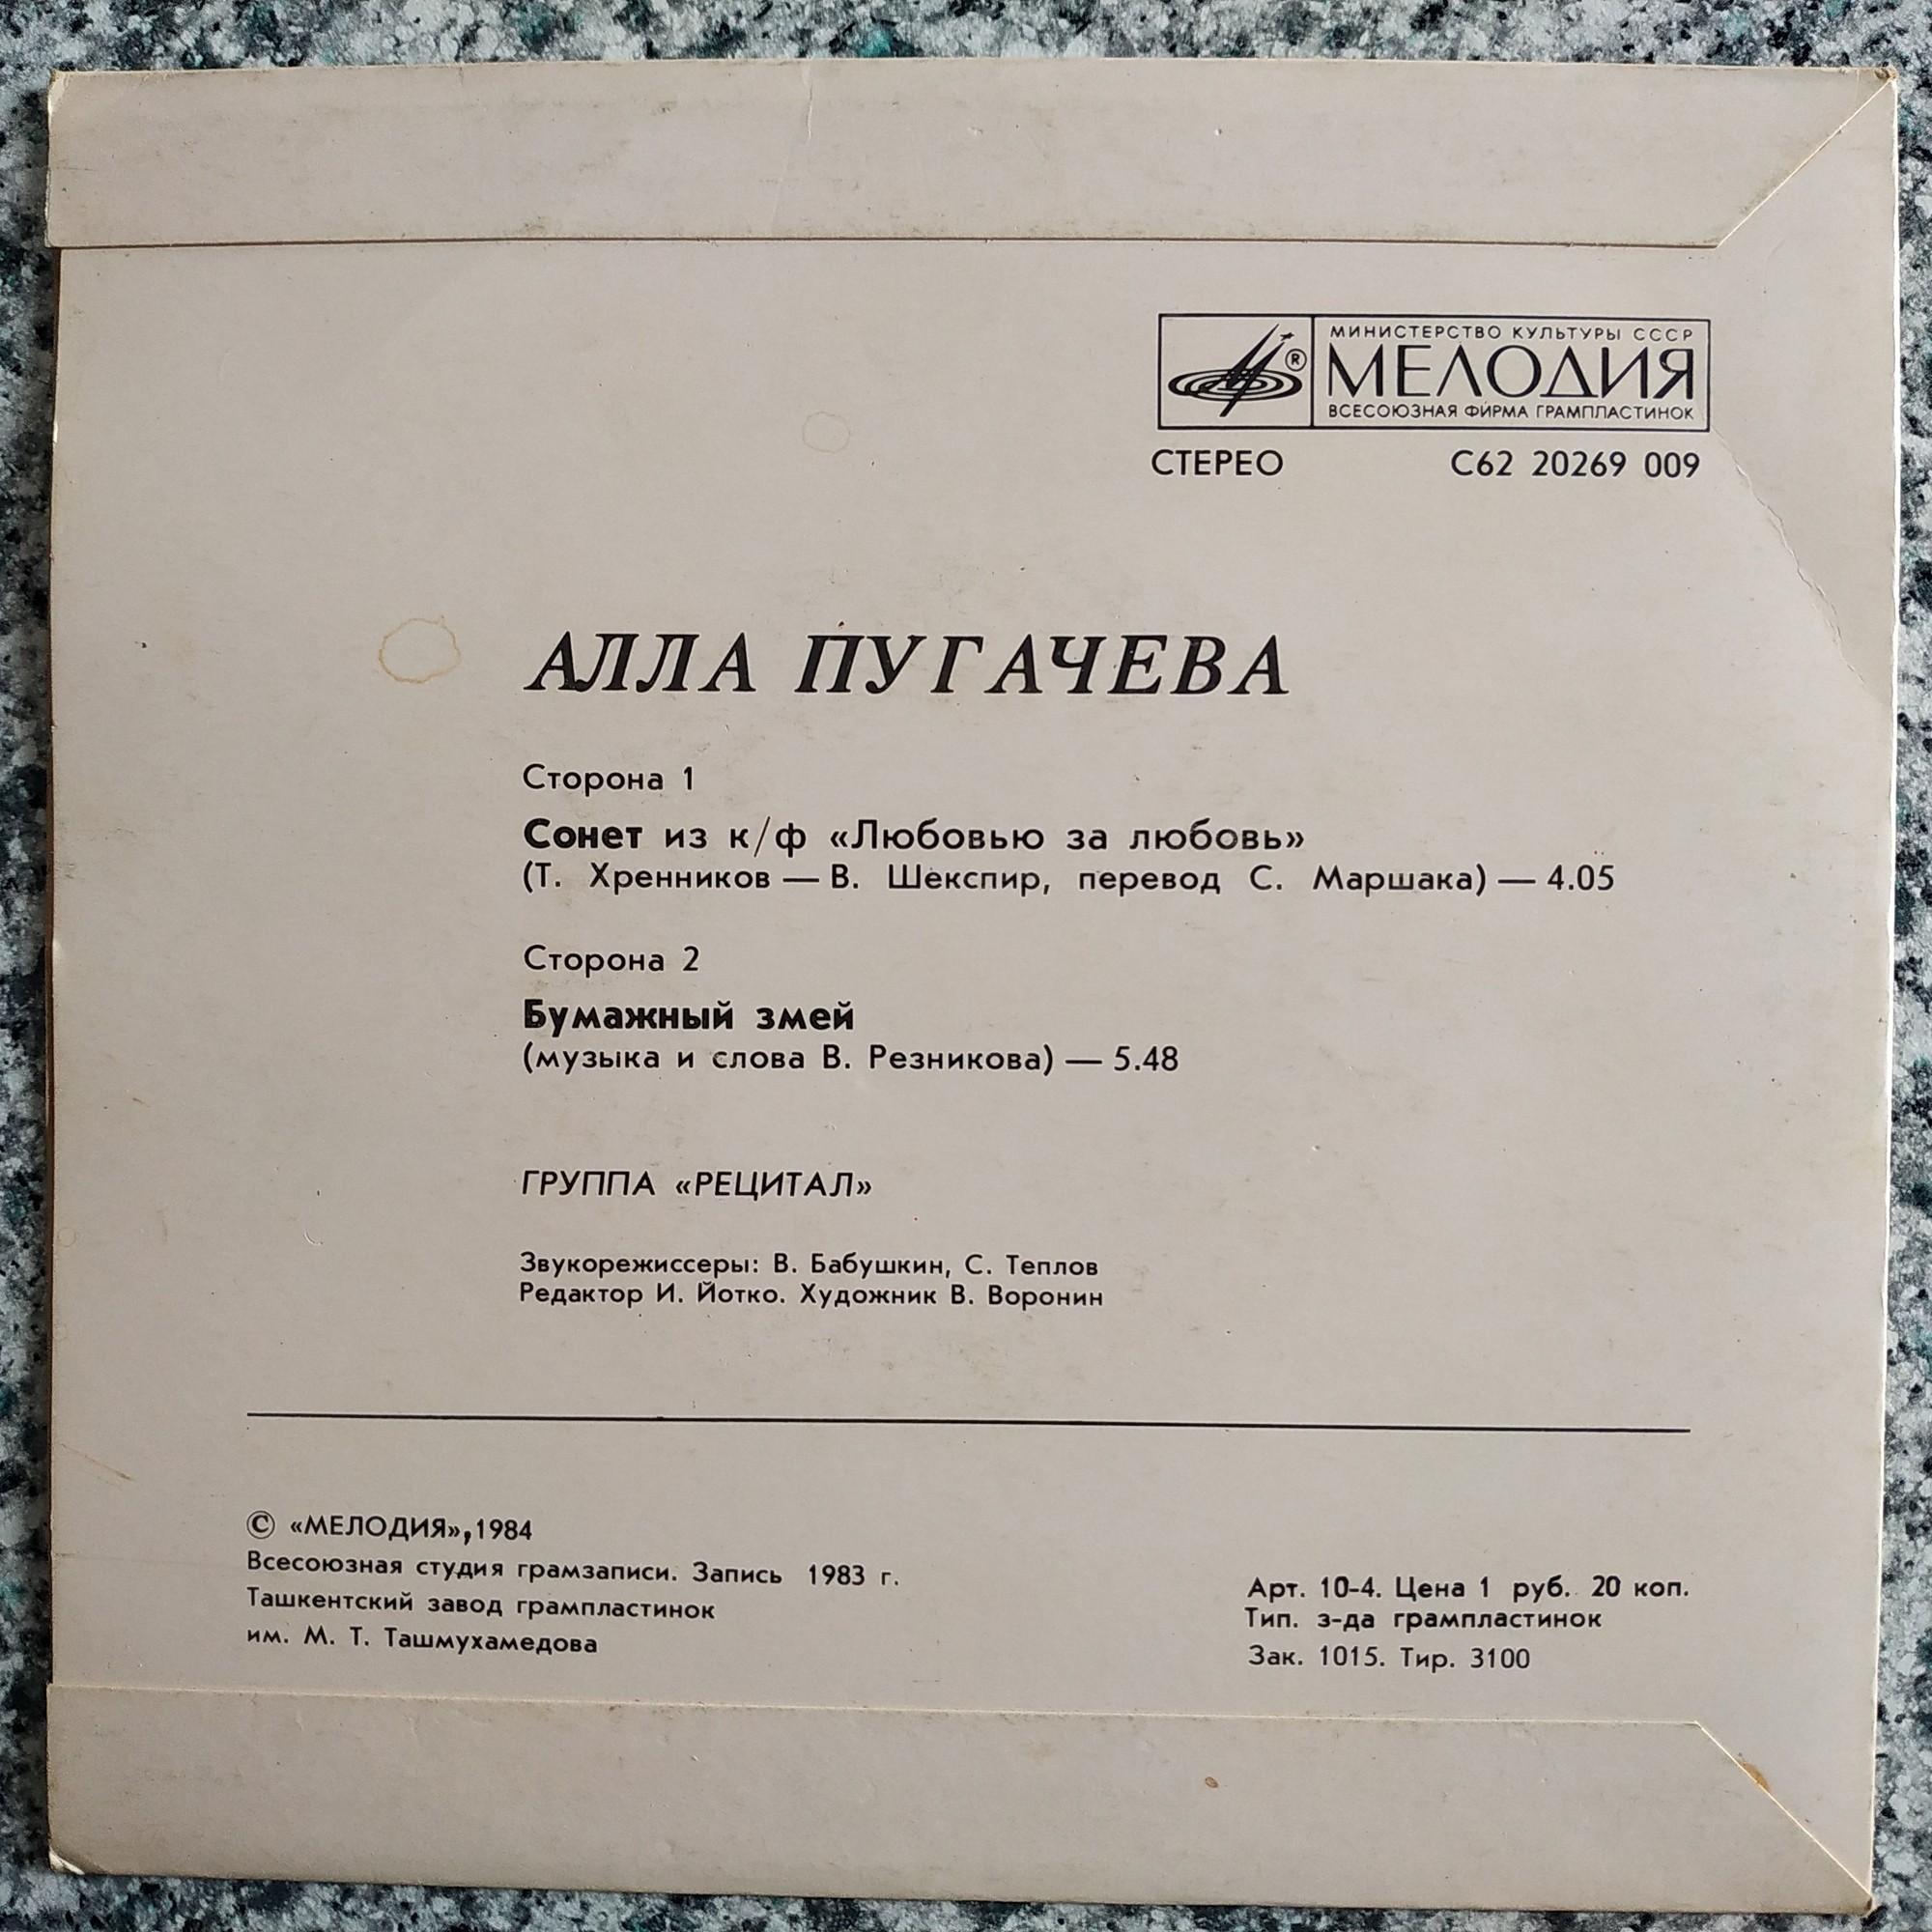 МИНИСТЕРСТВО КУЛЬТУРЫ СССР
®
МЕЛОДИЯ
ВСЕСОЮЗНАЯ ФИРМА ГРАМПЛАСТИНОК
СТЕРЕО С62 20269 009
АЛЛА ПУГАЧЕВА
Сторона 1
Сонет из к/ф «Любовью за любовь»
(Т. Хренников — В. Шекспир, перевод С. Маршака) — 4.05
Сторона 2
Бумажный змей
(музыка и слова В. Резникова) — 5.48
ГРУППА «РЕЦИТАЛ»
Звукорежиссеры: В. Бабушкин, С. Теплов
Редактор И. Йотко. Художник В. Воронин
© «МЕЛОДИЯ», 1984
Всесоюзная студия грамзаписи. Запись 1983 г.
Ташкентский завод грампластинок
им. М. Т. Ташмухамедова
Арт. 10-4. Цена 1 руб. 20 коп.
Тип. з-да грампластинок
Зак. 1015. Тир. 3100